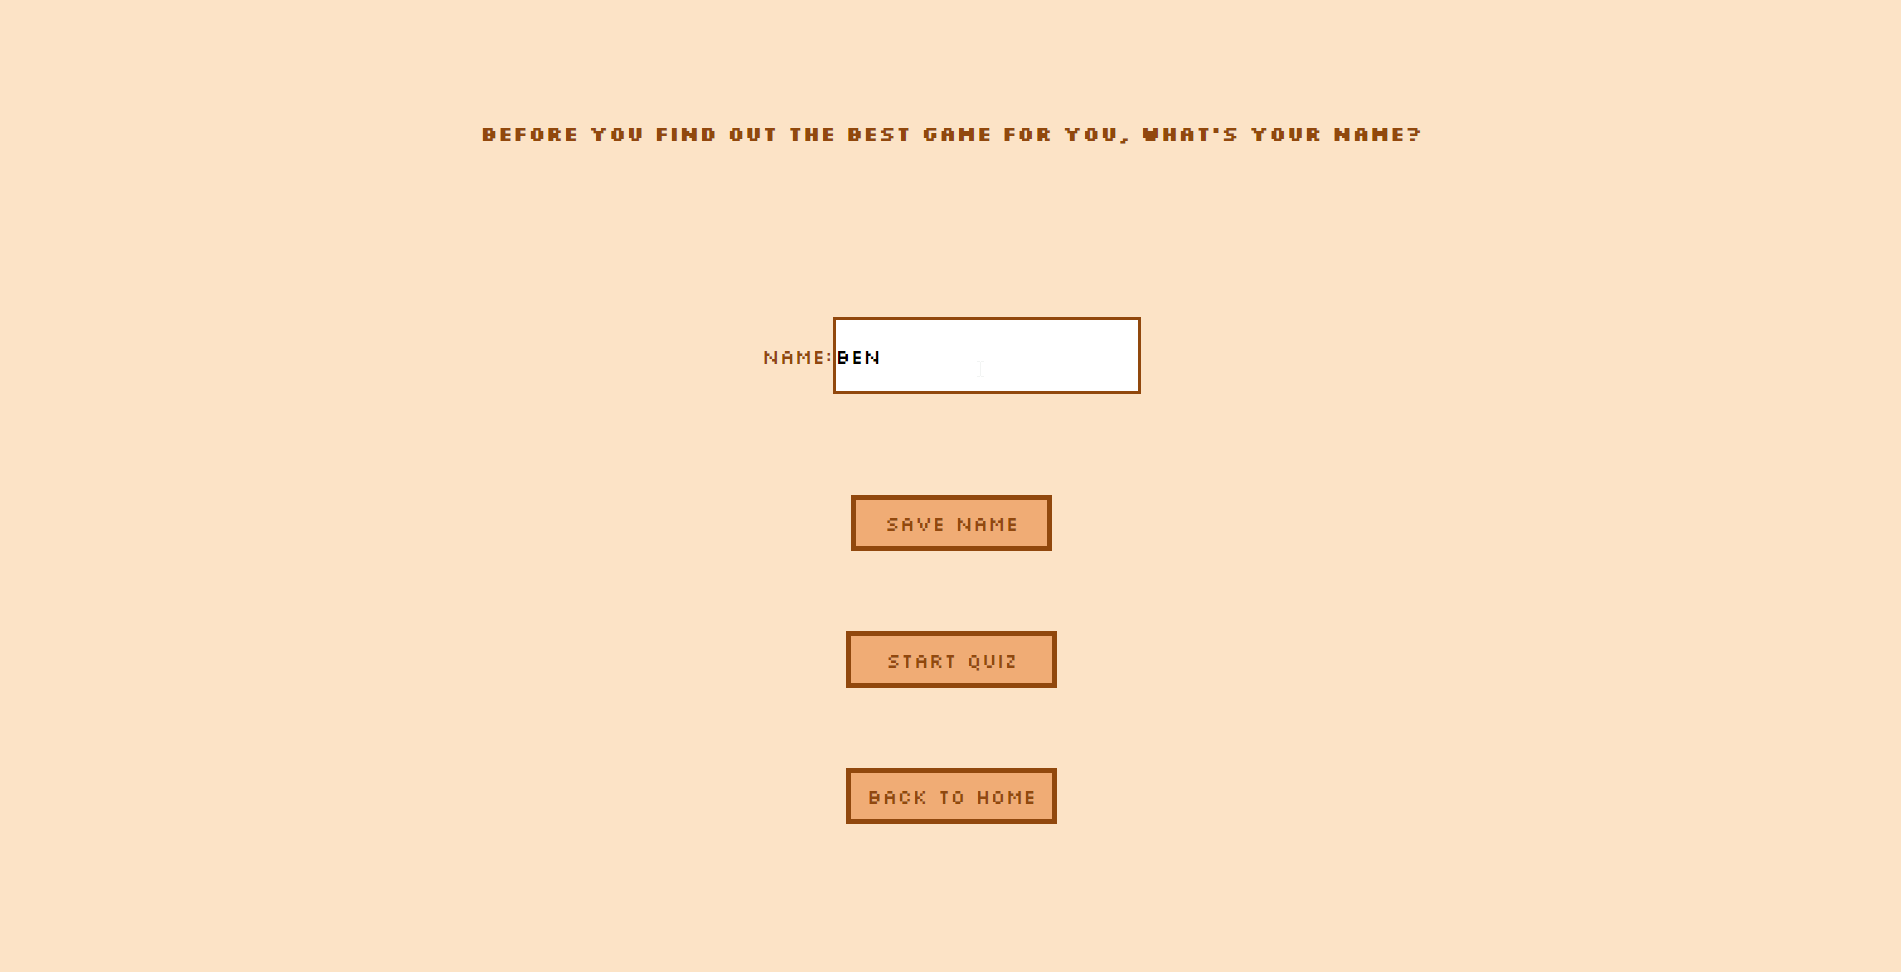 BEFORE YOU FIND OUT THE BEST GAME FOR YOU, WHAT'S YOUR NAME?
NAME: BEN
SAVE NAME
START QUIZ
BACK TO HOME